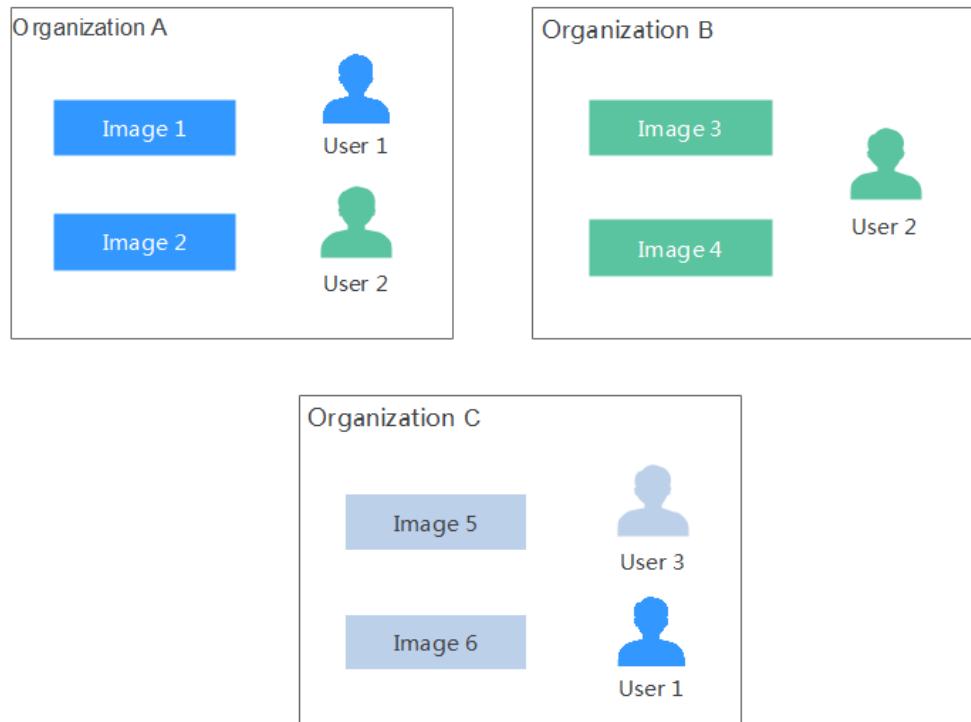 Organization A
Image 1
User 1
Image 2
User 2
Organization B
Image 3
Image 4
User 2
Organization C
Image 5
User 3
Image 6
User 1